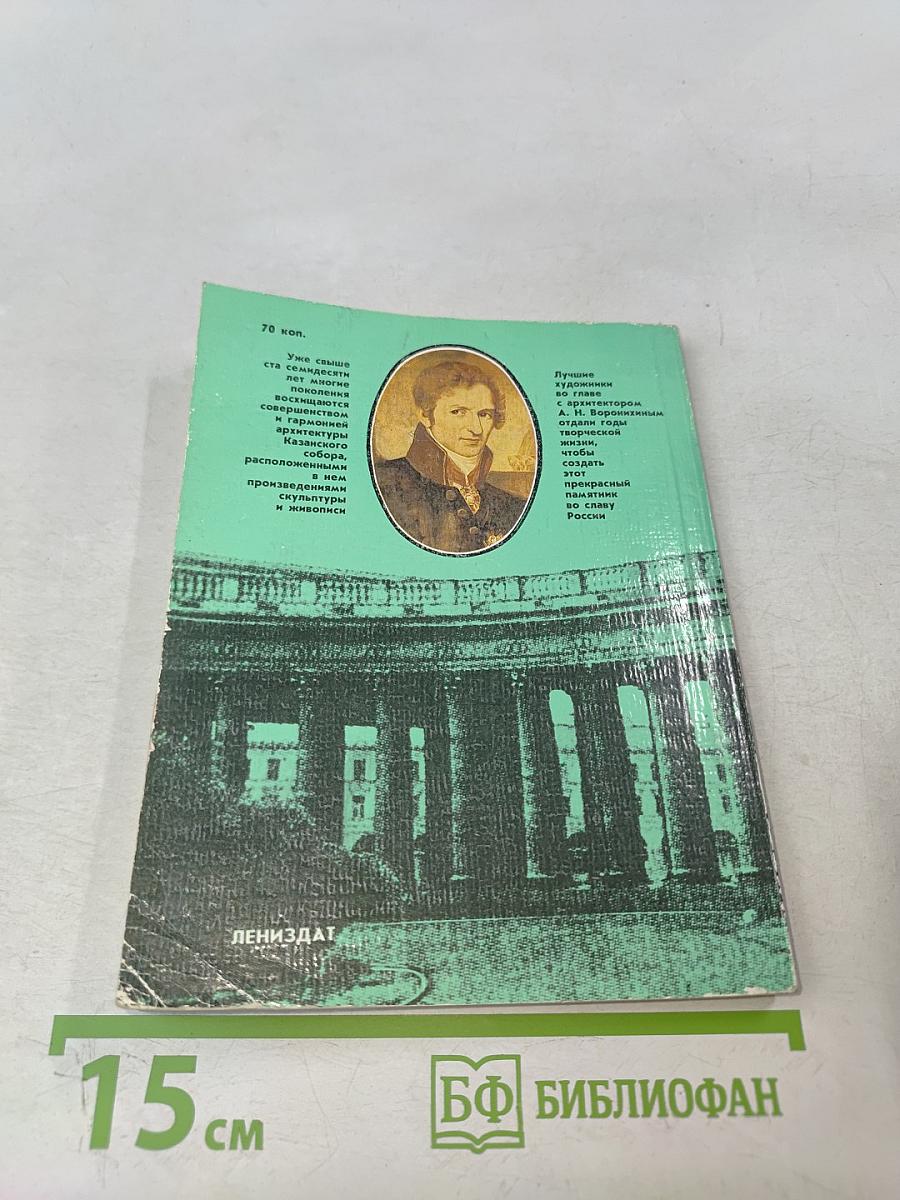 70 коп.
Уже свыше
ста семидесяти
лет многие
поколения
восхищаются
совершенством
и гармонией
архитектуры
Казанского
собора,
расположенными
в нем
произведениями
скульптуры
и живописи
Лучшие
художники
во главе
с архитектором
А. Н. Воронихиным
отдали годы
творческой
жизни,
чтобы
создать
этот
прекрасный
памятник
во славу
России
ЛЕНИЗДАТ
15 см
БФ БИБЛИОФАН